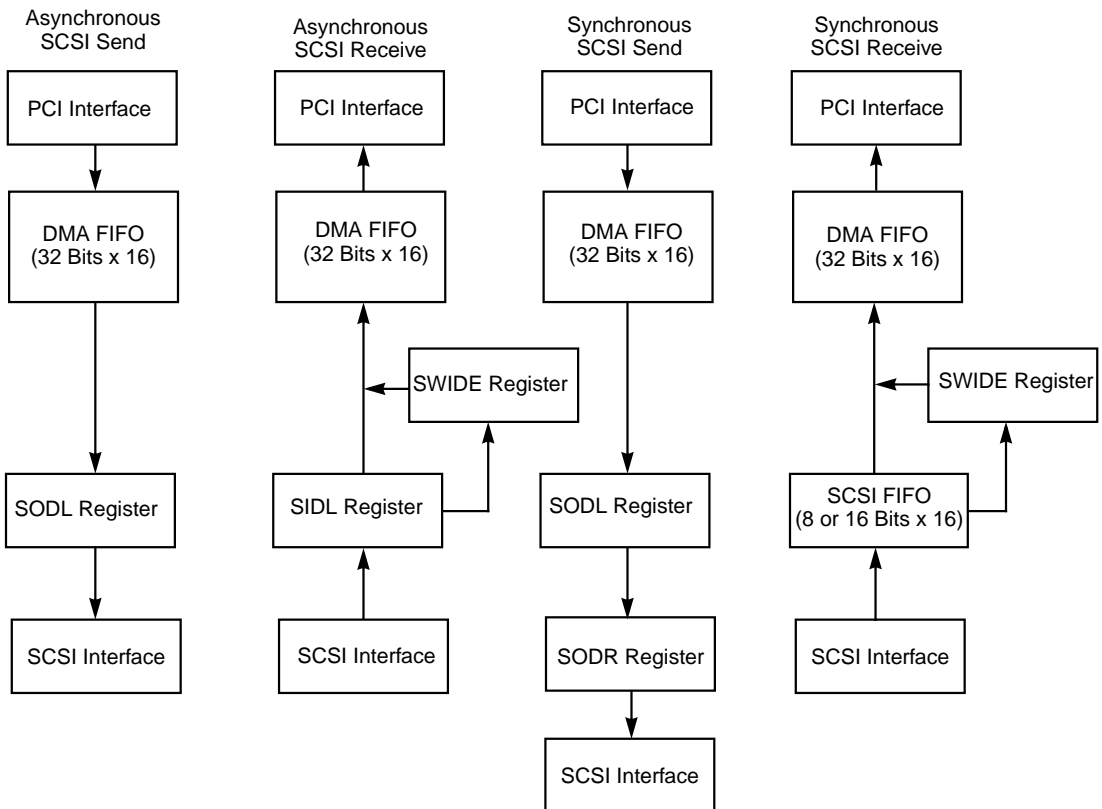 Asynchronous
SCSI Send
PCI Interface
DMA FIFO
(32 Bits x 16)
SODL Register
SCSI Interface
Asynchronous
SCSI Receive
PCI Interface
DMA FIFO
(32 Bits x 16)
SWIDE Register
SIDL Register
SCSI Interface
Synchronous
SCSI Send
PCI Interface
DMA FIFO
(32 Bits x 16)
SODL Register
SODR Register
SCSI Interface
Synchronous
SCSI Receive
PCI Interface
DMA FIFO
(32 Bits x 16)
SWIDE Register
SCSI FIFO
(8 or 16 Bits x 16)
SCSI Interface